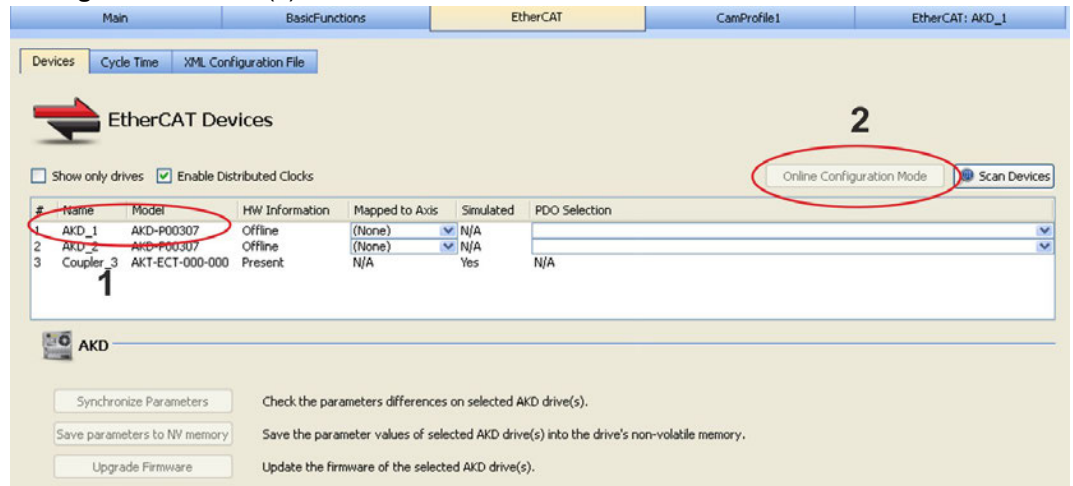 Main BasicFunctions EtherCAT CamProfile1 EtherCAT: AKD_1
Devices Cycle Time XML Configuration File
EtherCAT Devices
2
Show only drives Enable Distributed Clocks Online Configuration Mode Scan Devices
# Name Model HW Information Mapped to Axis Simulated PDO Selection
1 AKD_1 AKD-P00307 Offline (None) N/A
2 AKD_2 AKD-P00307 Offline (None) N/A
3 Coupler_3 AKT-ECT-000-000 Present N/A Yes N/A
1
AKD
Synchronize Parameters Check the parameters differences on selected AKD drive(s).
Save parameters to NV memory Save the parameter values of selected AKD drive(s) into the drive's non-volatile memory.
Upgrade Firmware Update the firmware of the selected AKD drive(s).